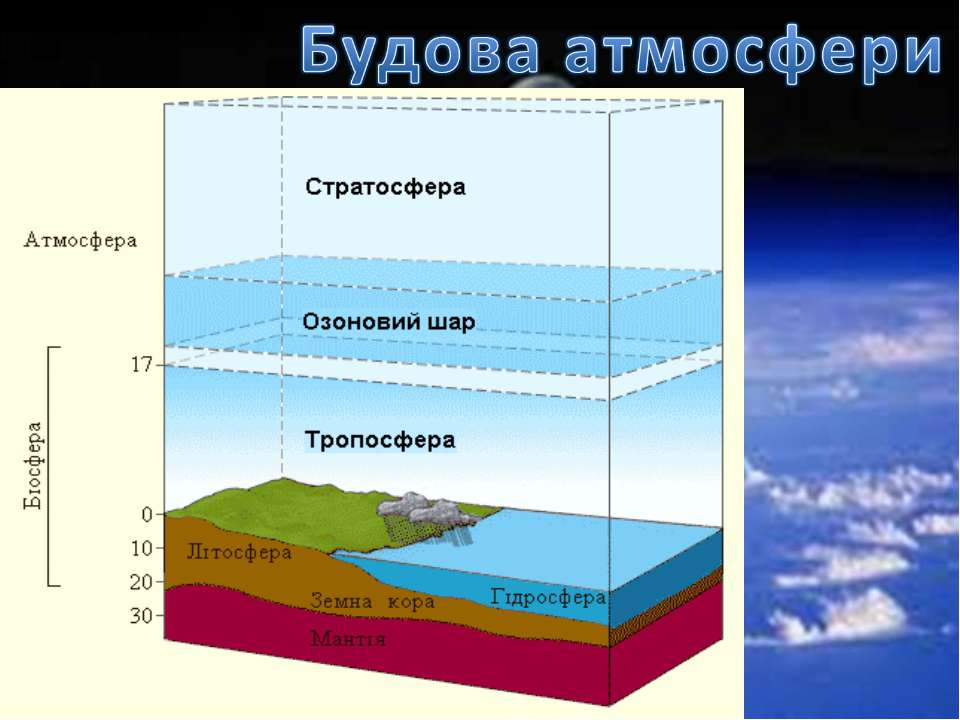 Будова атмосфери
Стратосфера
Атмосфера
Озоновий шар
17
Тропосфера
Біосфера
0
10
Літосфера
20
Земна кора
Гідросфера
30
Мантія